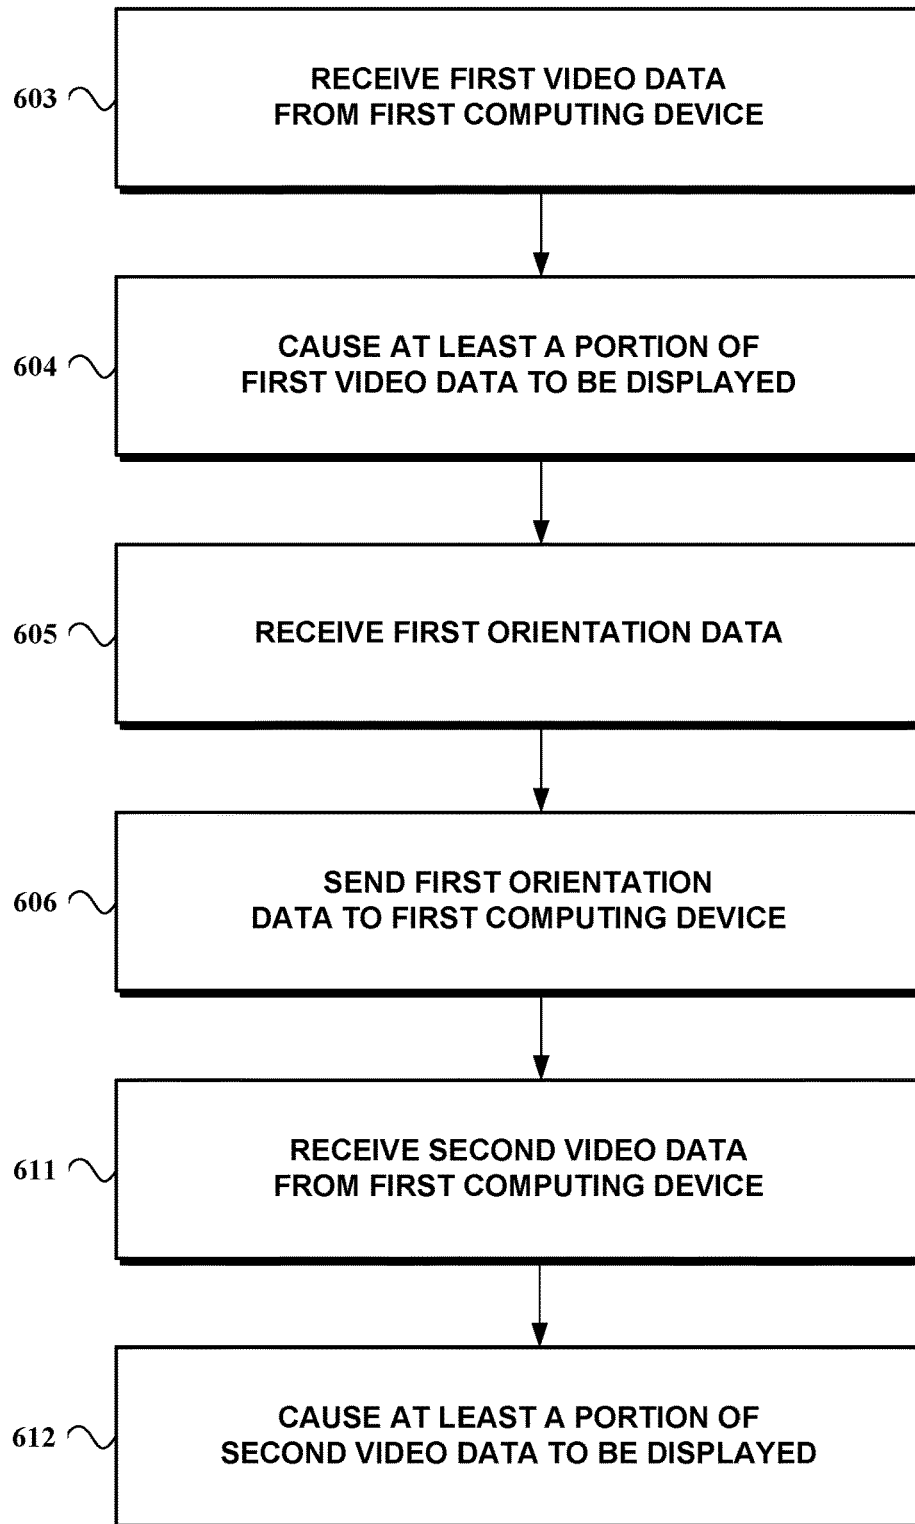 603
RECEIVE FIRST VIDEO DATA
FROM FIRST COMPUTING DEVICE
604
CAUSE AT LEAST A PORTION OF
FIRST VIDEO DATA TO BE DISPLAYED
605
RECEIVE FIRST ORIENTATION DATA
606
SEND FIRST ORIENTATION
DATA TO FIRST COMPUTING DEVICE
611
RECEIVE SECOND VIDEO DATA
FROM FIRST COMPUTING DEVICE
612
CAUSE AT LEAST A PORTION OF
SECOND VIDEO DATA TO BE DISPLAYED